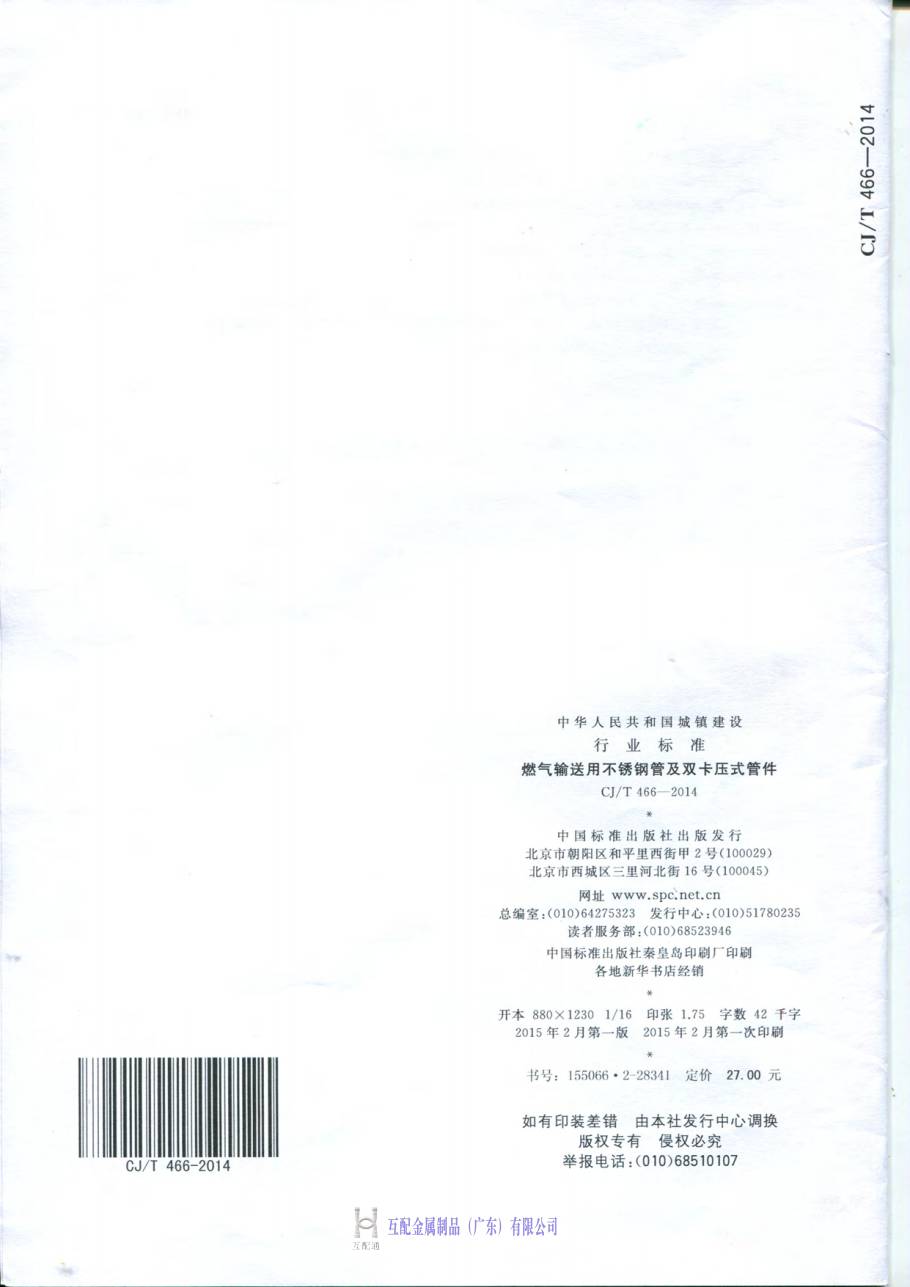 CJ/T 466—2014
中华人民共和国城镇建设
行业标准
燃气输送用不锈钢管及双卡压式管件
CJ/T 466—2014
*
中国标准出版社出版发行
北京市朝阳区和平里西街甲2号(100029)
北京市西城区三里河北街16号(100045)
网址 www.spc.net.cn
总编室:(010)64275323 发行中心:(010)51780235
读者服务部:(010)68523946
中国标准出版社秦皇岛印刷厂印刷
各地新华书店经销
*
开本 880×1230 1/16 印张 1.75 字数 42 千字
2015年2月第一版 2015年2月第一次印刷
*
书号: 155066·2-28341 定价 27.00 元
如有印装差错 由本社发行中心调换
版权专有 侵权必究
举报电话:(010)68510107
CJ/T 466-2014
互配金属制品（广东）有限公司
互配通